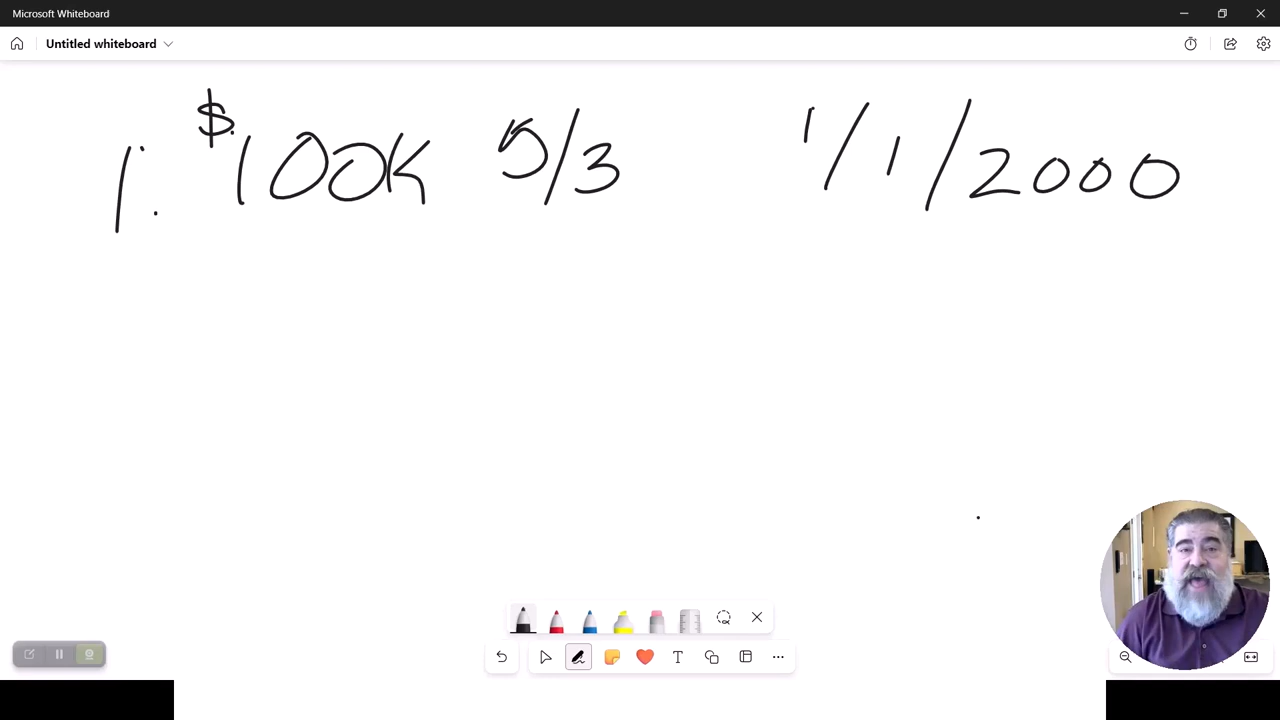 Microsoft Whiteboard
Untitled whiteboard
1. $100K 5/3 1/1/2000
T